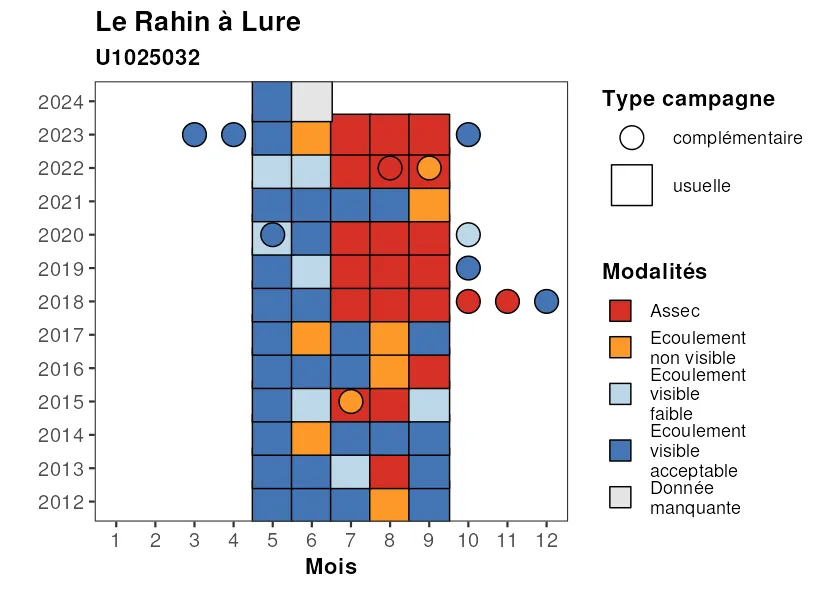 Le Rahin à Lure
U1025032
2024
2023
2022
2021
2020
2019
2018
2017
2016
2015
2014
2013
2012
1 2 3 4 5 6 7 8 9 10 11 12
Mois
Type campagne
complémentaire
usuelle
Modalités
Assec
Ecoulement
non visible
Ecoulement
visible
faible
Ecoulement
visible
acceptable
Donnée
manquante